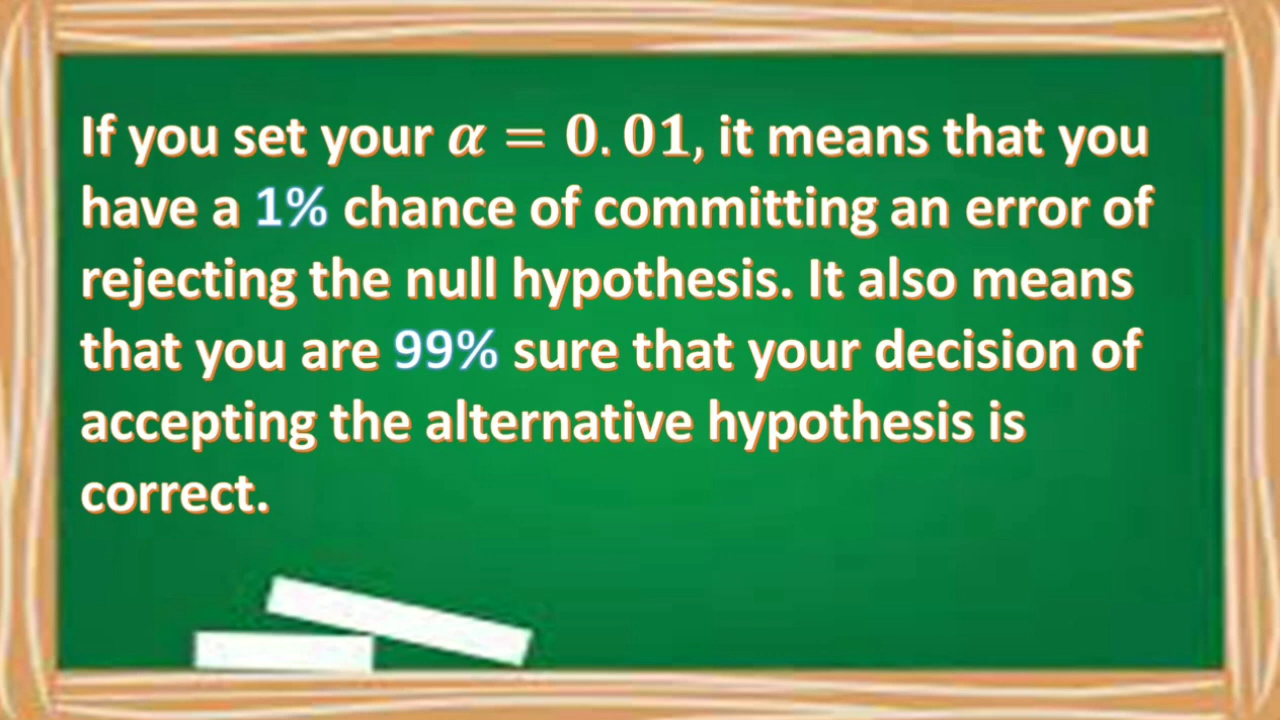 If you set your α = 0.01, it means that you
have a 1% chance of committing an error of
rejecting the null hypothesis. It also means
that you are 99% sure that your decision of
accepting the alternative hypothesis is
correct.